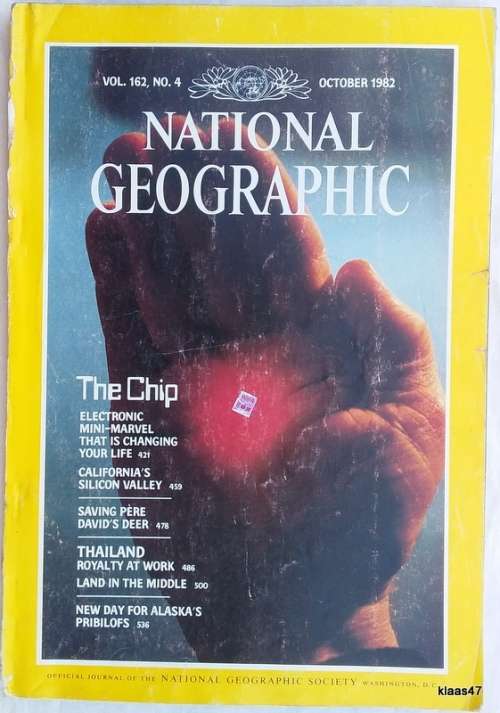 VOL. 162, NO. 4
OCTOBER 1982
NATIONAL
GEOGRAPHIC
The Chip
ELECTRONIC
MINI-MARVEL
THAT IS CHANGING
YOUR LIFE 421
CALIFORNIA'S
SILICON VALLEY 459
SAVING PÈRE
DAVID'S DEER 478
THAILAND
ROYALTY AT WORK 486
LAND IN THE MIDDLE 500
NEW DAY FOR ALASKA'S
PRIBILOFS 536
OFFICIAL JOURNAL OF THE NATIONAL GEOGRAPHIC SOCIETY WASHINGTON, D.C.
klaas47